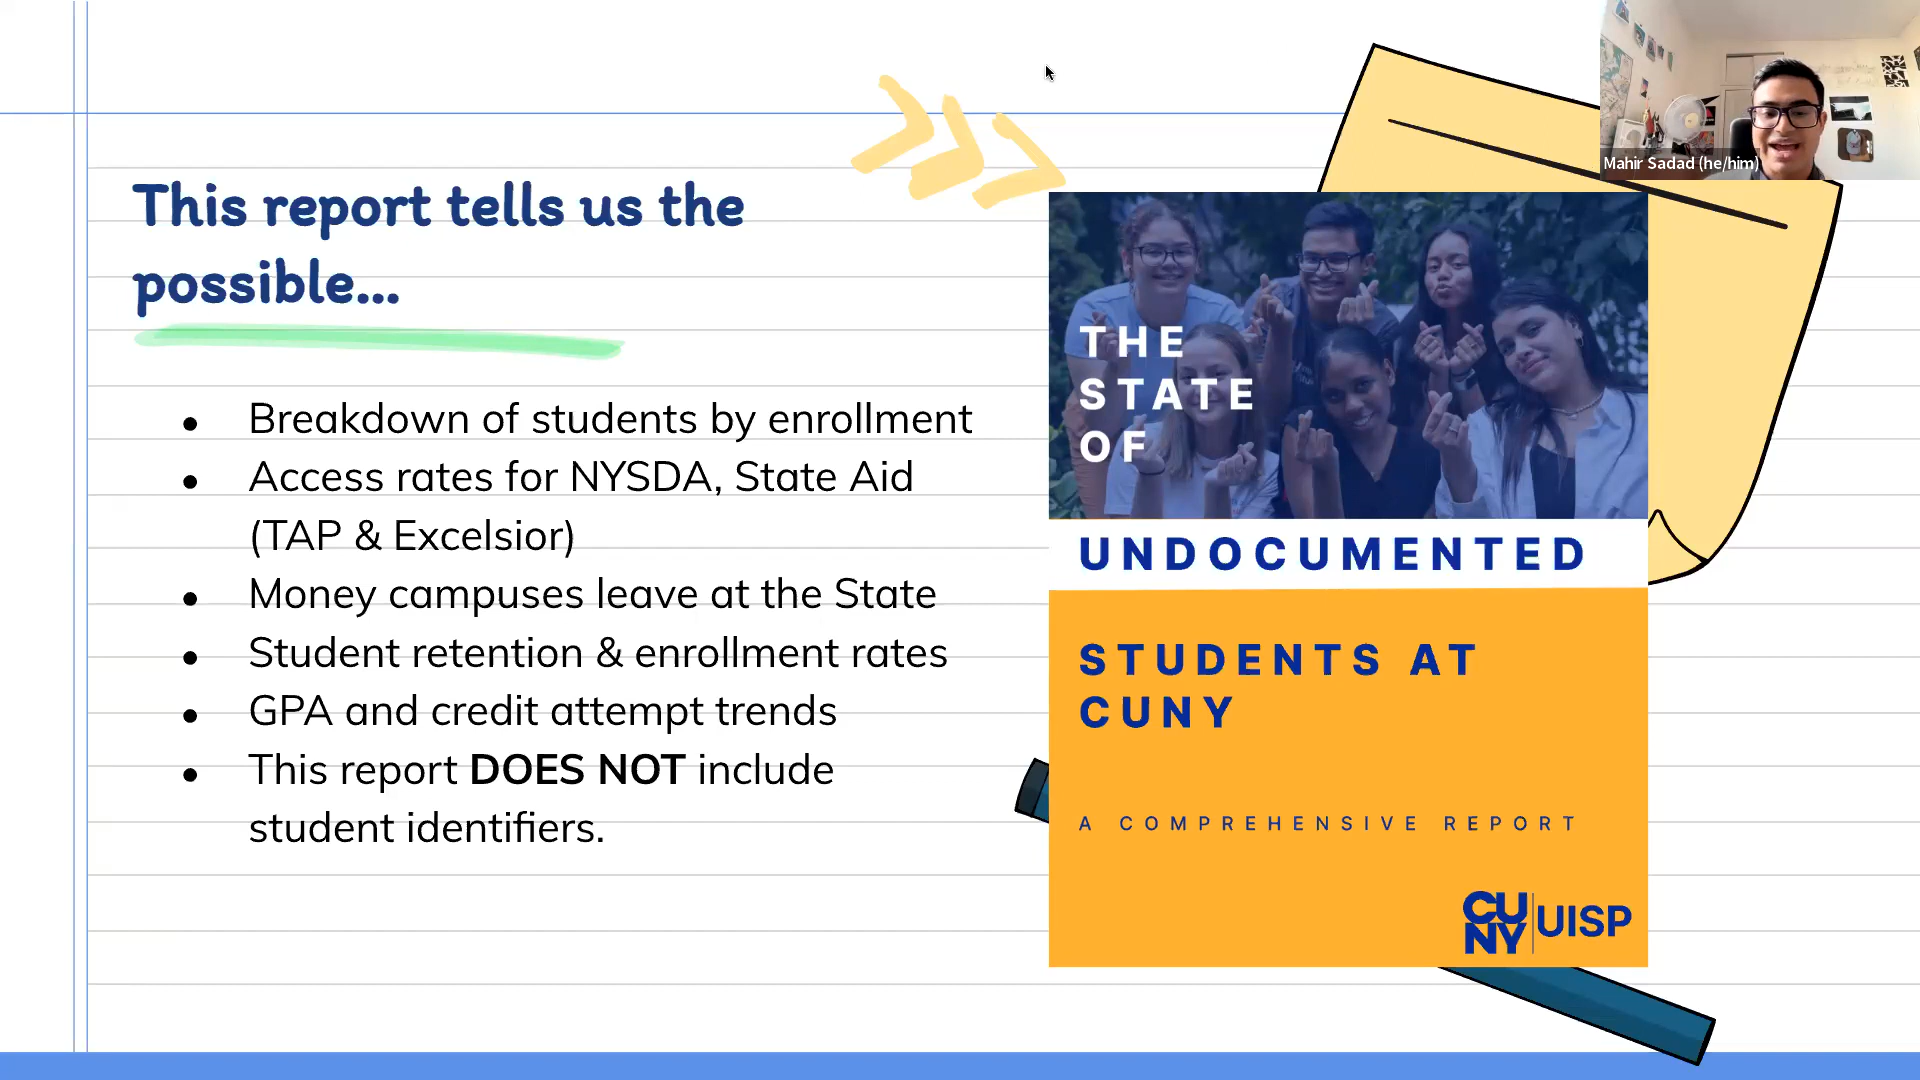 Mahir Sadad (he/him)
This report tells us the
possible...
● Breakdown of students by enrollment
● Access rates for NYSDA, State Aid
(TAP & Excelsior)
● Money campuses leave at the State
● Student retention & enrollment rates
● GPA and credit attempt trends
● This report DOES NOT include
student identifiers.
THE
STATE
OF
UNDOCUMENTED
STUDENTS AT
CUNY
A COMPREHENSIVE REPORT
CU
NY UISP